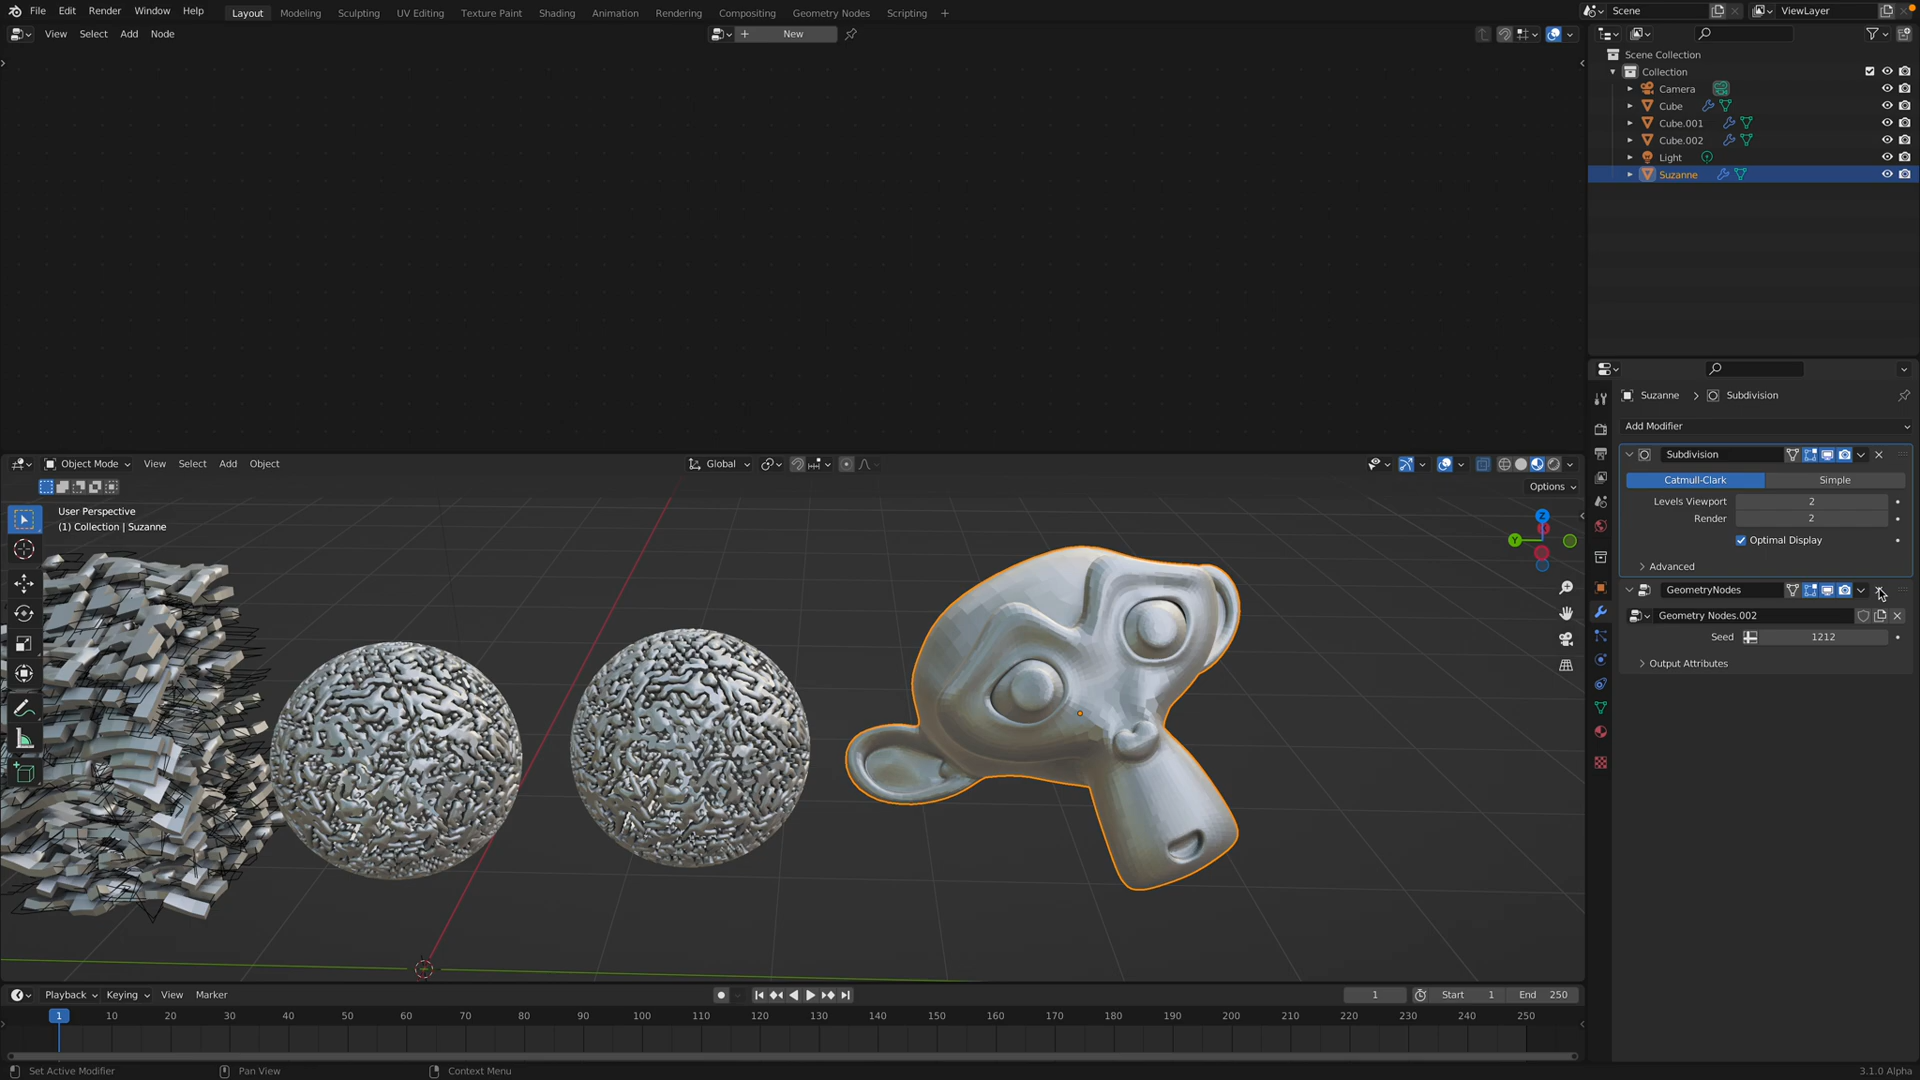 File Edit Render Window Help Layout Modeling Sculpting UV Editing Texture Paint Shading Animation Rendering Compositing Geometry Nodes Scripting + Scene ViewLayer
View Select Add Node + New
Scene Collection
Collection
Camera
Cube
Cube.001
Cube.002
Light
Suzanne
Suzanne > Subdivision
Add Modifier
Subdivision
Catmull-Clark Simple
Levels Viewport 2
Render 2
Optimal Display
Advanced
GeometryNodes
Geometry Nodes.002
Seed 1212
Output Attributes
Object Mode View Select Add Object Global
Options
User Perspective
(1) Collection | Suzanne
Z
Y
Playback Keying View Marker 1 Start 1 End 250
1 10 20 30 40 50 60 70 80 90 100 110 120 130 140 150 160 170 180 190 200 210 220 230 240 250
Set Active Modifier Pan View Context Menu 3.1.0 Alpha